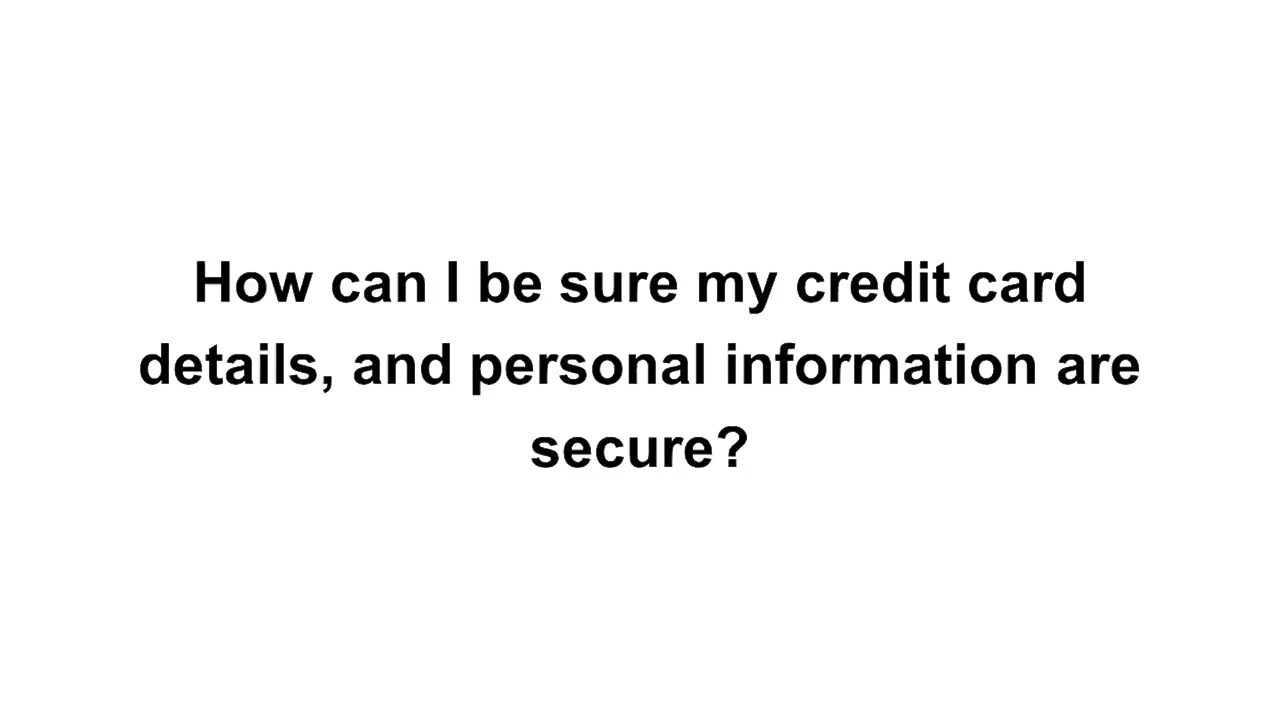 How can I be sure my credit card
details, and personal information are
secure?